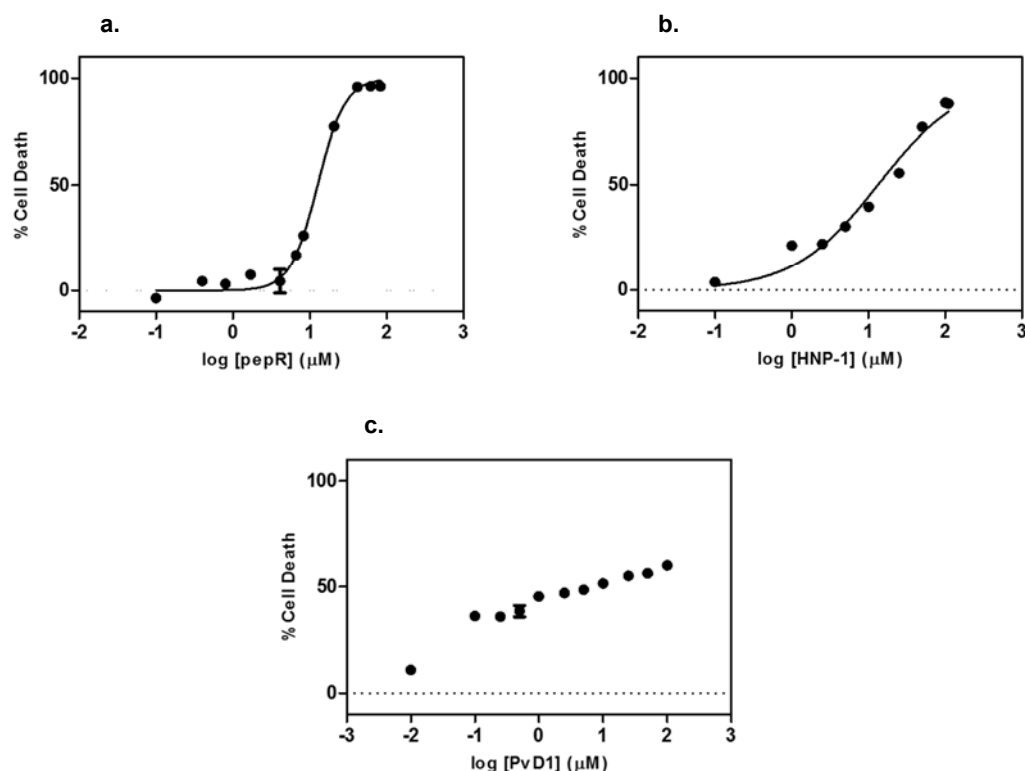 a.
100
50
0
% Cell Death
-2 -1 0 1 2 3
log [pepR] (μM)
b.
100
50
0
% Cell Death
-2 -1 0 1 2 3
log [HNP-1] (μM)
c.
100
50
0
% Cell Death
-3 -2 -1 0 1 2 3
log [PvD1] (μM)